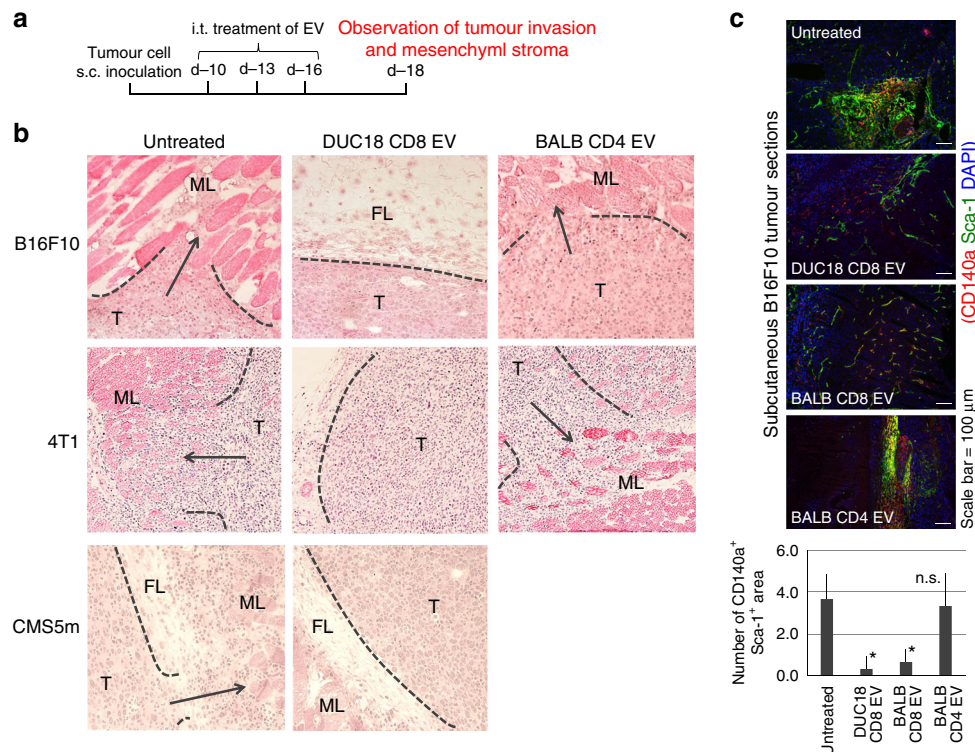 a
i.t. treatment of EV
Observation of tumour invasion
and mesenchyml stroma
Tumour cell
s.c. inoculation
d–10 d–13 d–16 d–18
b
Untreated DUC18 CD8 EV BALB CD4 EV
B16F10
ML
T
FL
T
ML
T
4T1
ML
T
T
T
ML
CMS5m
FL
ML
T
T
FL
ML
c
Subcutaneous B16F10 tumour sections
Untreated
DUC18 CD8 EV
BALB CD8 EV
BALB CD4 EV
(CD140a Sca-1 DAPI)
Scale bar = 100 μm
Number of CD140a⁺
Sca-1⁺ area
6.0
4.0
2.0
0.0
* * n.s.
Untreated
DUC18
CD8 EV
BALB
CD8 EV
BALB
CD4 EV